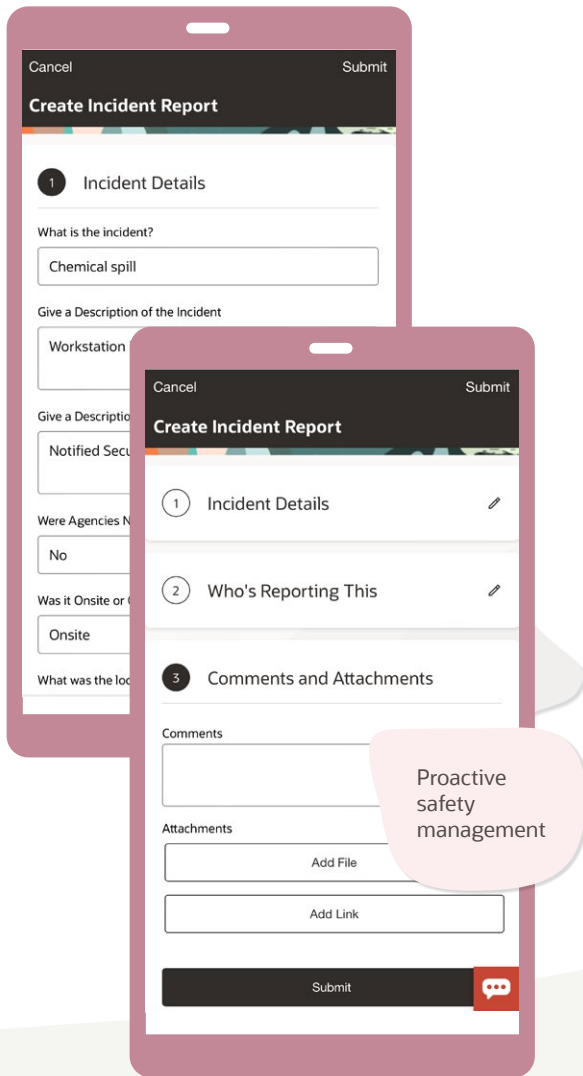 Cancel Submit
Create Incident Report
1 Incident Details
What is the incident?
Chemical spill
Give a Description of the Incident
Workstation
Give a Descriptio
Notified Secu
Were Agencies N
No
Was it Onsite or
Onsite
What was the loc
Cancel Submit
Create Incident Report
1 Incident Details
2 Who's Reporting This
3 Comments and Attachments
Comments
Attachments
Add File
Add Link
Submit
Proactive
safety
management